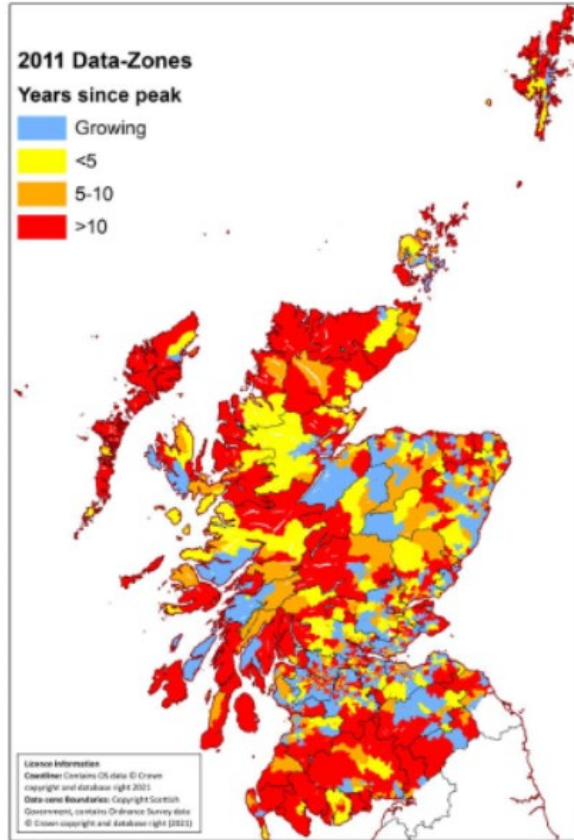 2011 Data-Zones
Years since peak
Growing
<5
5-10
>10
Licence Information
Coastline: Contains OS data © Crown
copyright and database right 2021
Data-zone Boundaries: Copyright Scottish
Government, contains Ordnance Survey data
© Crown copyright and database right (2021)